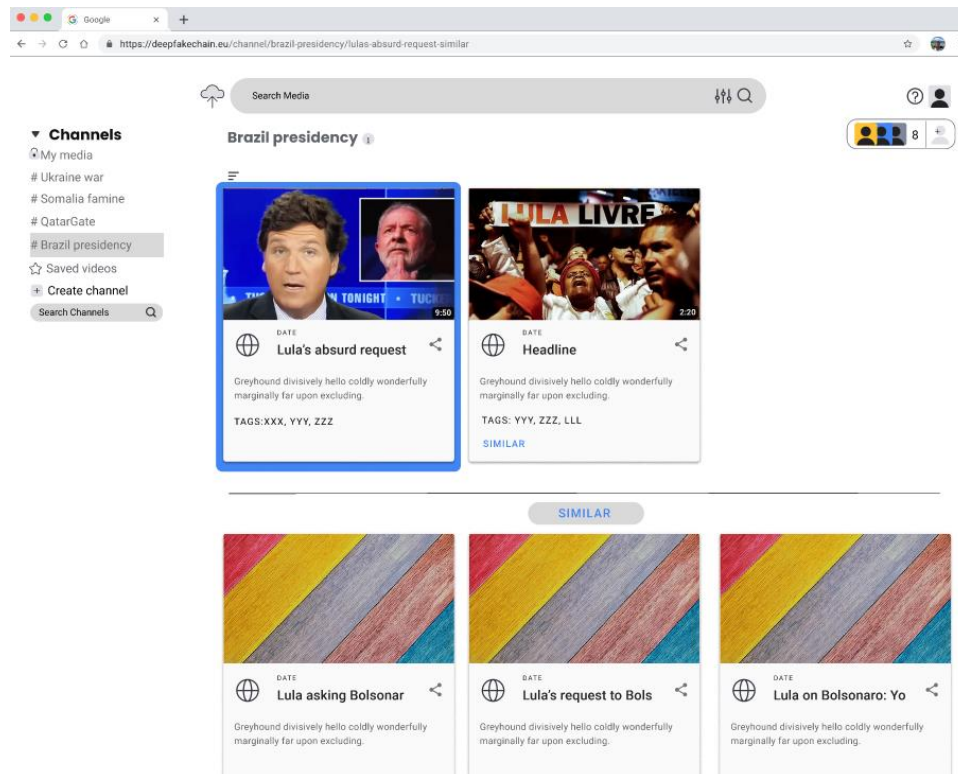 Google
https://deepfakechain.eu/channel/brazil-presidency/lulas-absurd-request-similar
Search Media
Channels
My media
# Ukraine war
# Somalia famine
# QatarGate
# Brazil presidency
Saved videos
Create channel
Search Channels
Brazil presidency
8
TONIGHT • TUCK
9:50
DATE
Lula's absurd request
Greyhound divisively hello coldly wonderfully
marginally far upon excluding.
TAGS:XXX, YYY, ZZZ
LULA LIVRE
2:20
DATE
Headline
Greyhound divisively hello coldly wonderfully
marginally far upon excluding.
TAGS: YYY, ZZZ, LLL
SIMILAR
SIMILAR
DATE
Lula asking Bolsonar
Greyhound divisively hello coldly wonderfully
marginally far upon excluding.
DATE
Lula's request to Bols
Greyhound divisively hello coldly wonderfully
marginally far upon excluding.
DATE
Lula on Bolsonaro: Yo
Greyhound divisively hello coldly wonderfully
marginally far upon excluding.